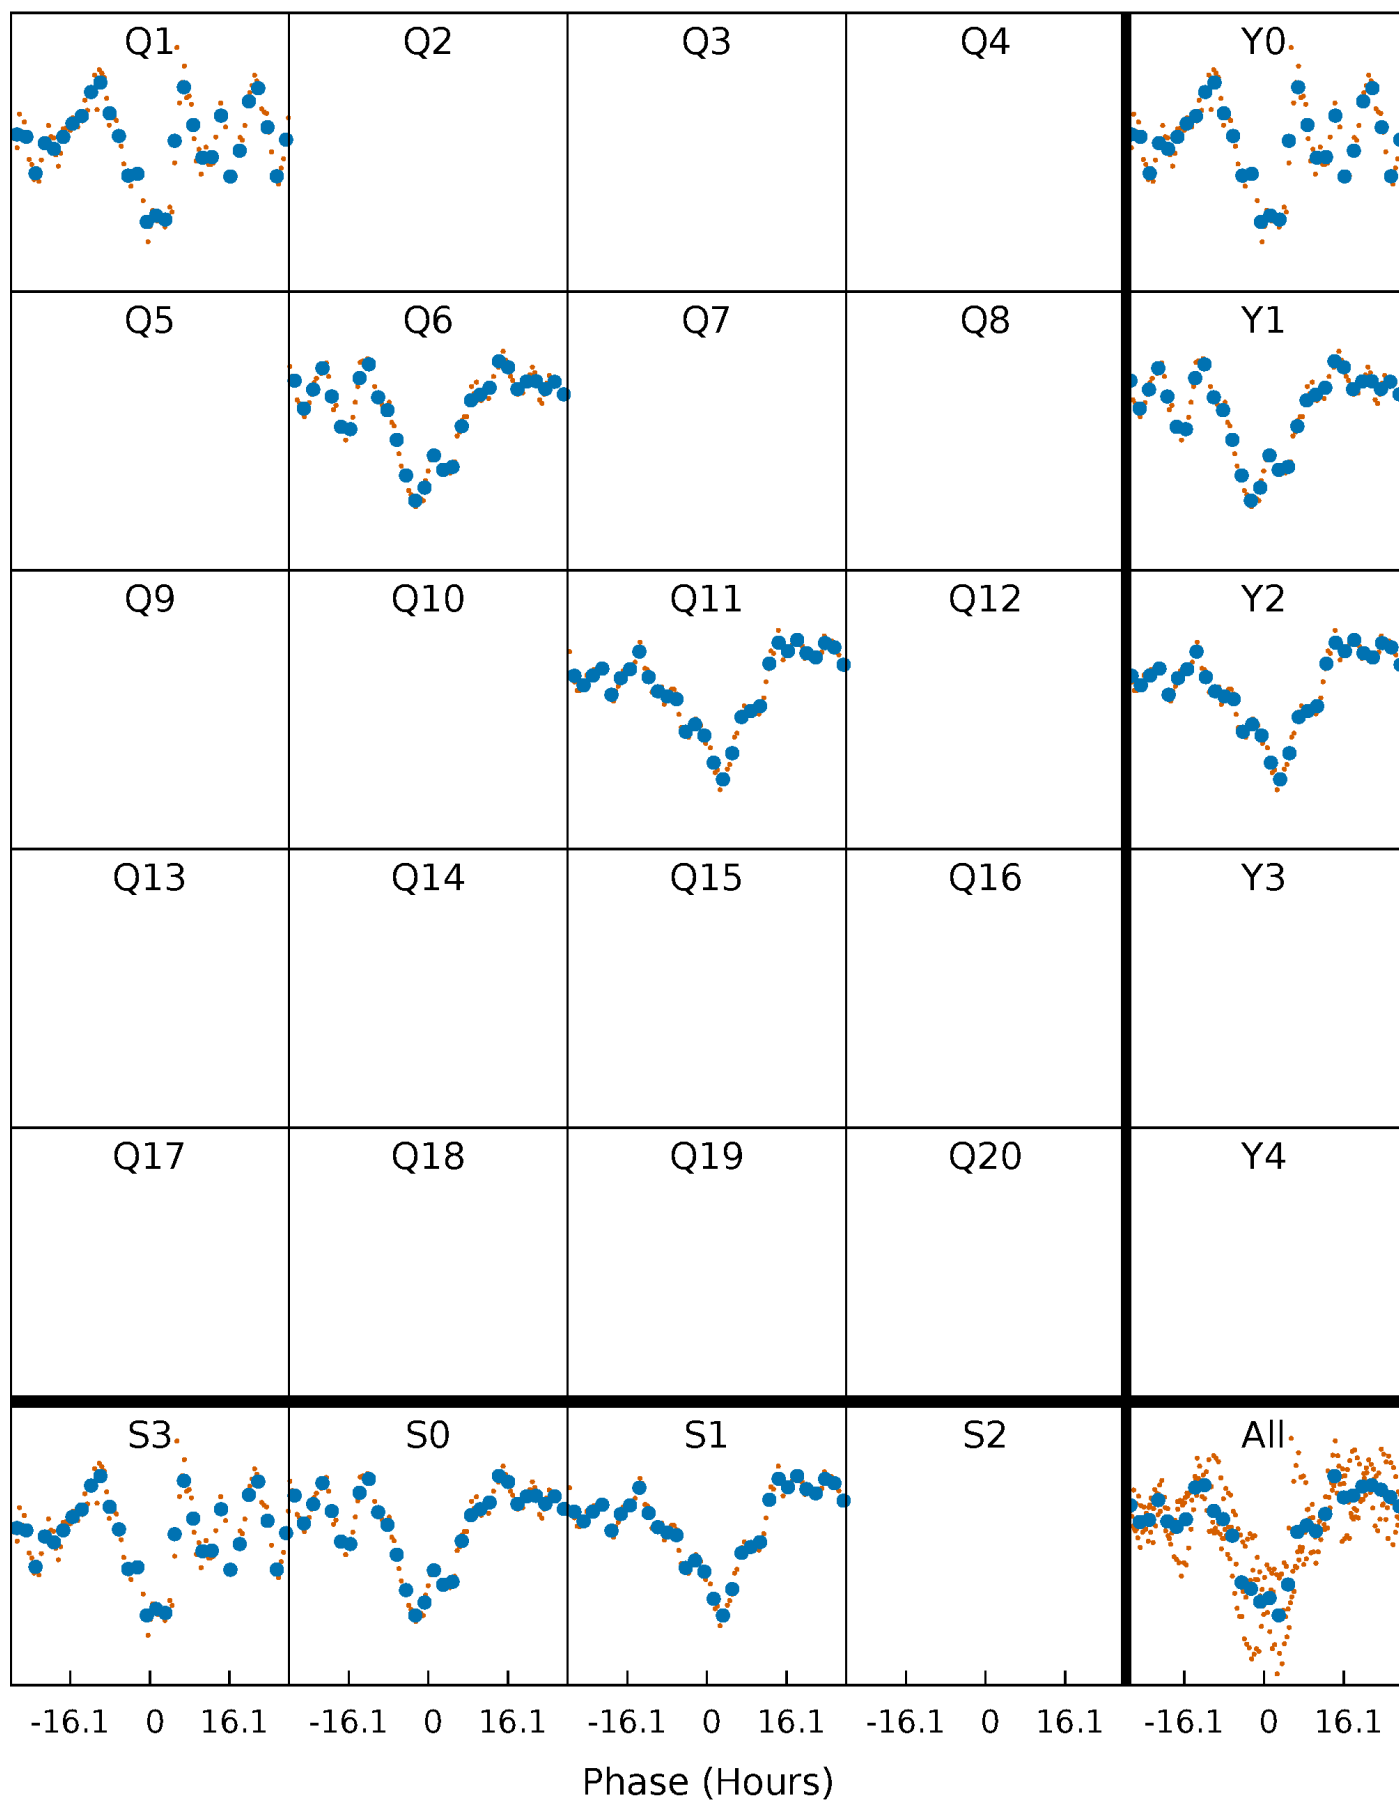 Q1 Q2 Q3 Q4 Y0
Q5 Q6 Q7 Q8 Y1
Q9 Q10 Q11 Q12 Y2
Q13 Q14 Q15 Q16 Y3
Q17 Q18 Q19 Q20 Y4
S3 S0 S1 S2 All
-16.1 0 16.1 -16.1 0 16.1 -16.1 0 16.1 -16.1 0 16.1 -16.1 0 16.1
Phase (Hours)